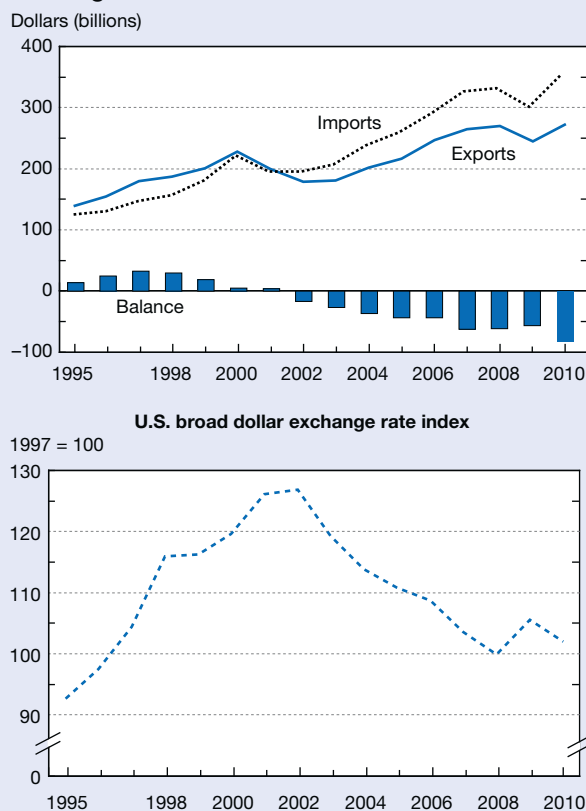 Dollars (billions)
400
300
Imports
200
Exports
100
0
Balance
–100
1995 1998 2000 2002 2004 2006 2008 2010
U.S. broad dollar exchange rate index
1997 = 100
130
120
110
100
90
0
1995 1998 2000 2002 2004 2006 2008 2010